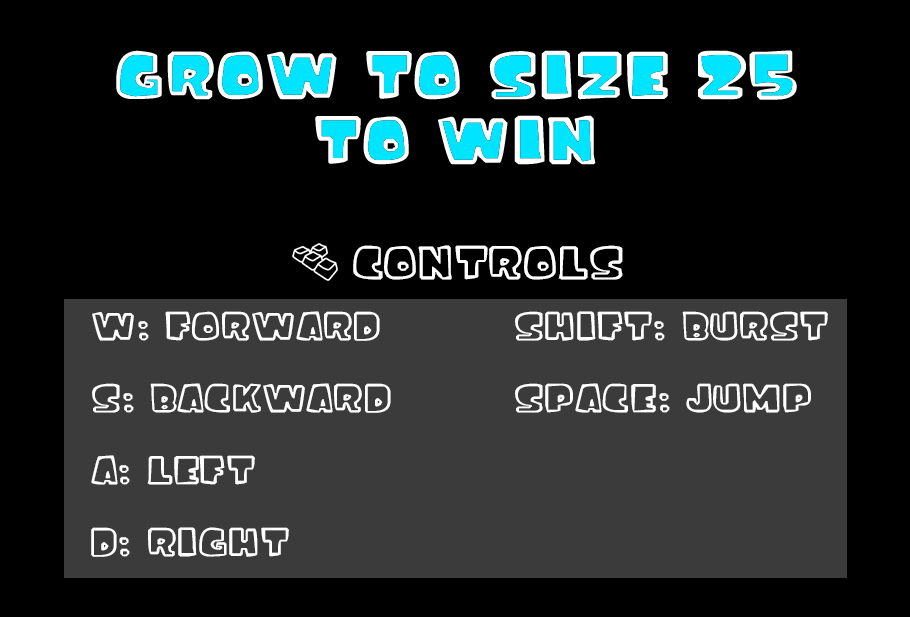 GROW TO SIZE 25
TO WIN
CONTROLS
W: FORWARD
S: BACKWARD
A: LEFT
D: RIGHT
SHIFT: BURST
SPACE: JUMP